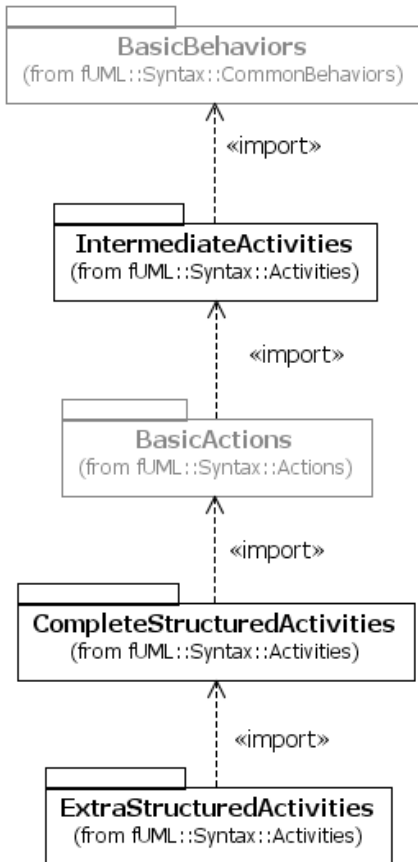 BasicBehaviors
(from fUML::Syntax::CommonBehaviors)
«import»
IntermediateActivities
(from fUML::Syntax::Activities)
«import»
BasicActions
(from fUML::Syntax::Actions)
«import»
CompleteStructuredActivities
(from fUML::Syntax::Activities)
«import»
ExtraStructuredActivities
(from fUML::Syntax::Activities)